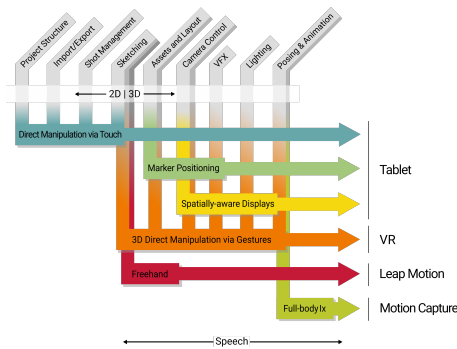 Project Structure
Import/Export
Shot Management
Sketching
Assets and Layout
Camera Control
VFX
Lighting
Posing & Animation
2D | 3D
Direct Manipulation via Touch
Marker Positioning
Tablet
Spatially-aware Displays
3D Direct Manipulation via Gestures
VR
Freehand
Leap Motion
Full-body Ix
Motion Capture
Speech